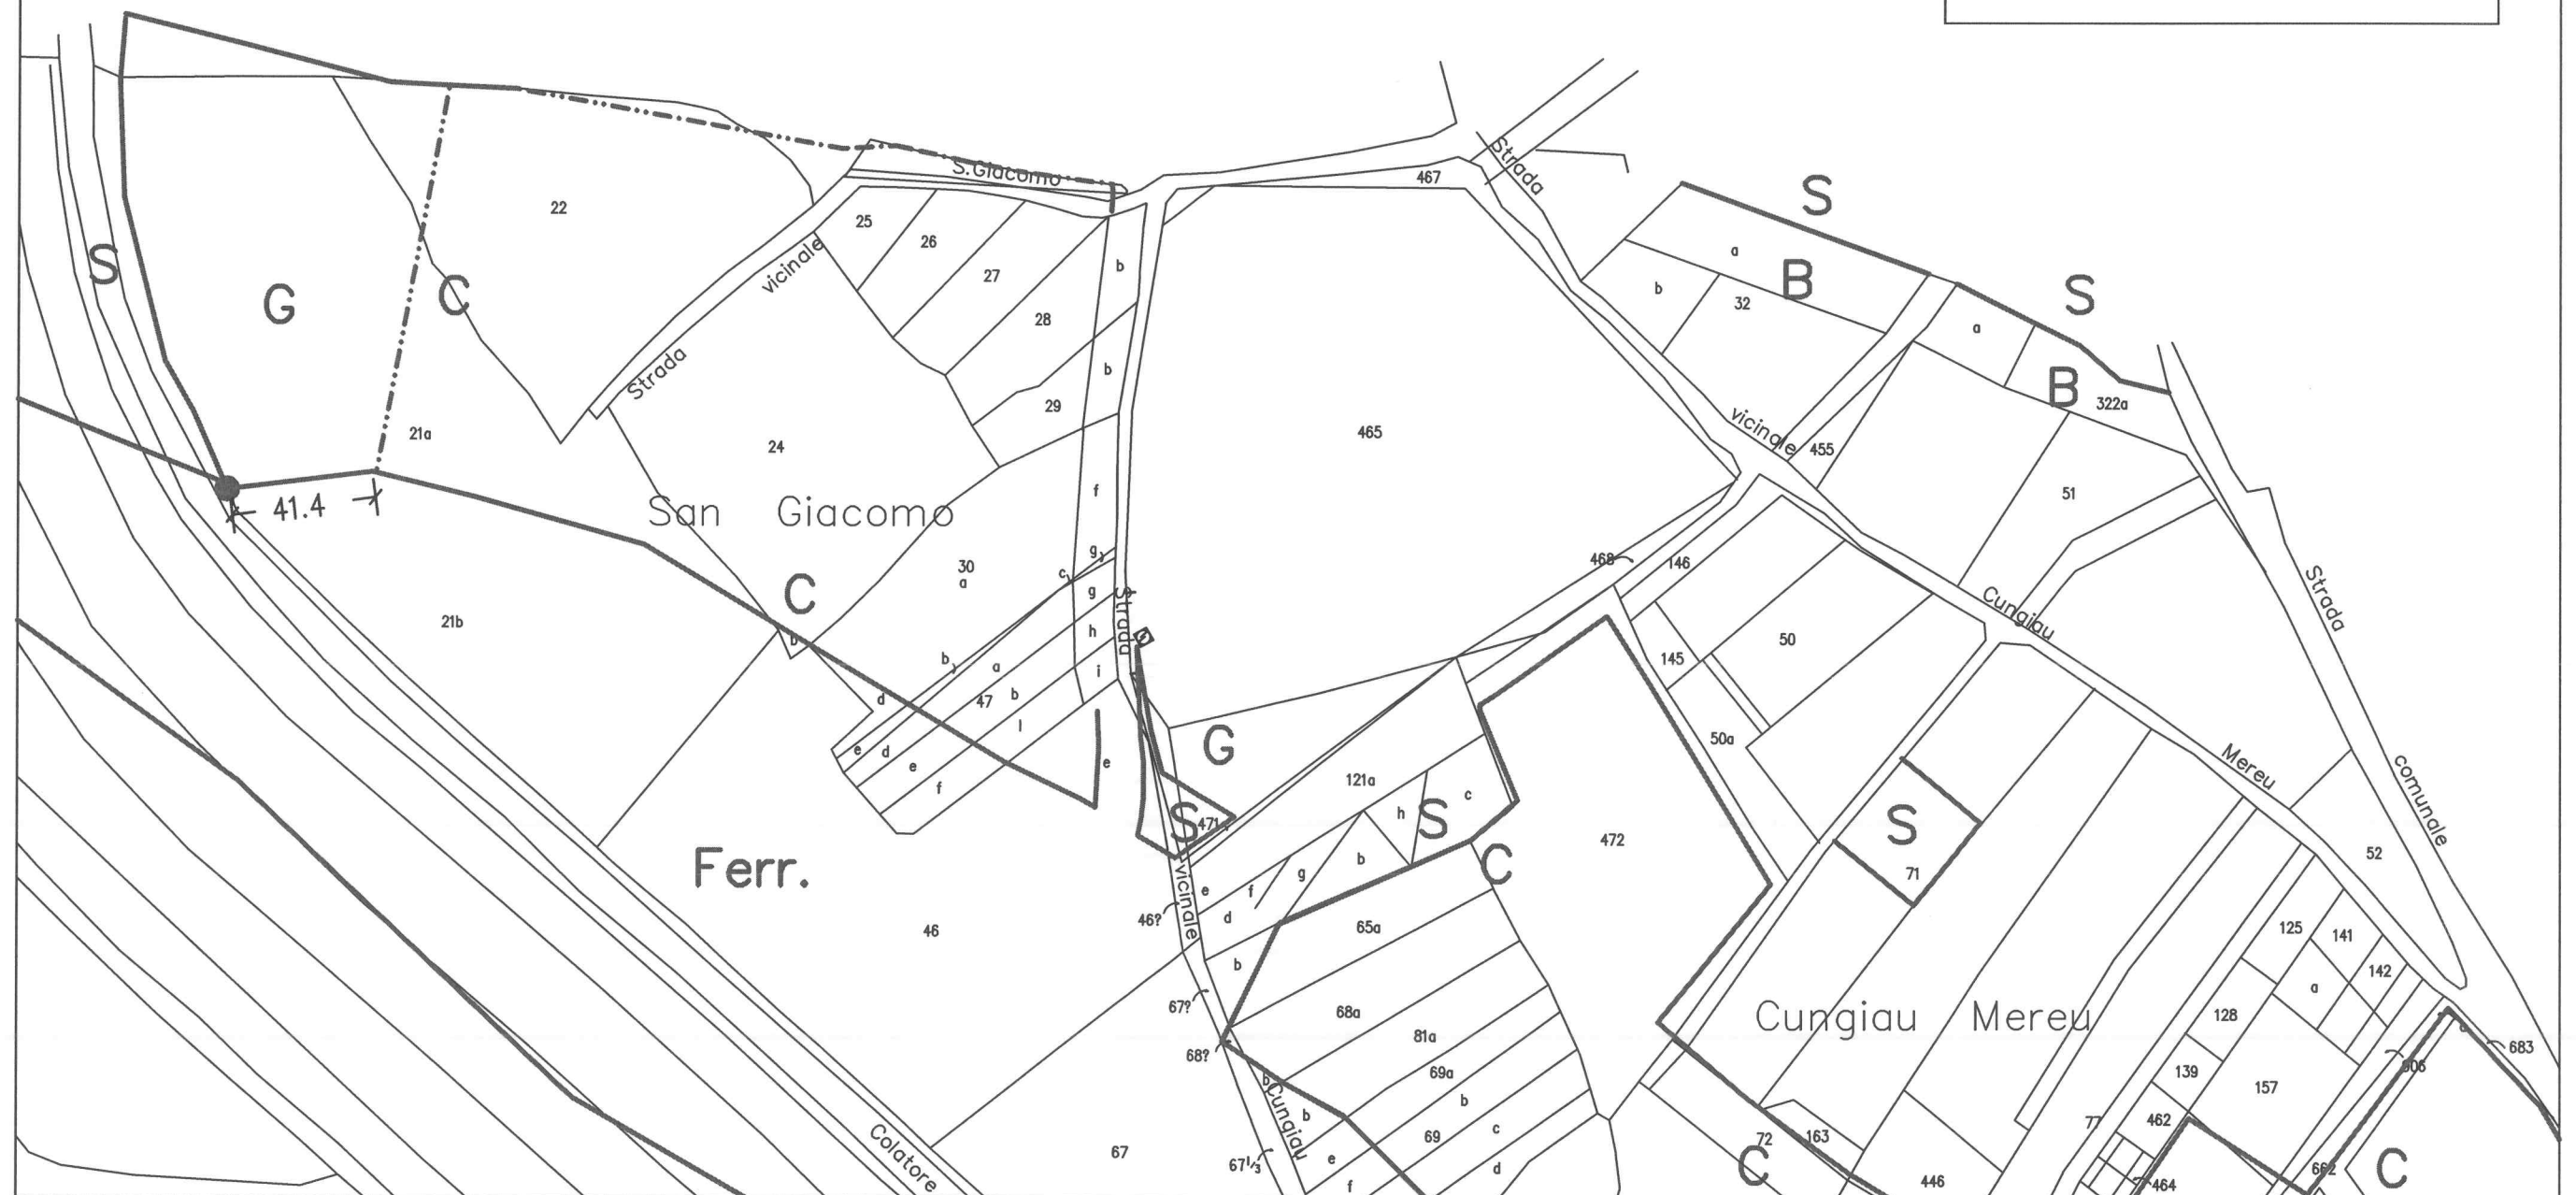 S
467
Strada
S.Giacomo
22
25
26
27
28
29
b
b
S
a
B
b
32
S
a
B
322a
vicinale
Strada
S
G
C
21a
24
465
vicinale
455
51
41.4
San Giacomo
f
30
a
g
c
g
h
i
Strada
468
146
50
145
50a
Cungiau
Mereu
Strada
comunale
21b
C
b
b
a
d
47
b
l
e
d
e
f
e
G
S
471
121a
h
S
c
C
472
S
71
52
Ferr.
46
46?
vicinale
e
f
g
b
d
b
65a
68a
81a
69a
b
c
69
d
67?
68?
b
Cungiau
b
e
f
67 1/3
67
Colatore
Cungiau Mereu
125
141
142
a
128
139
157
462
77
606
683
662
464
C
72
163
C
446